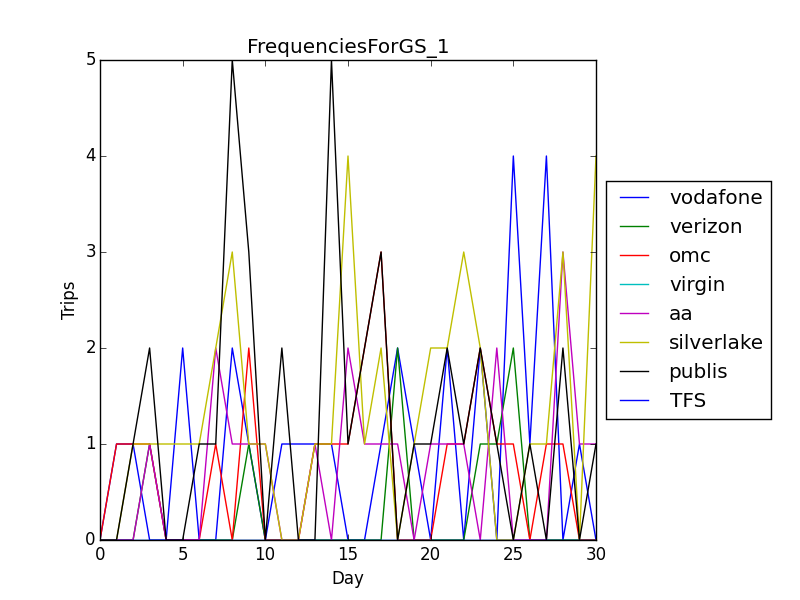 FrequenciesForGS_1
5
4
3
2
1
0
Trips
0 5 10 15 20 25 30
Day
vodafone
verizon
omc
virgin
aa
silverlake
publis
TFS